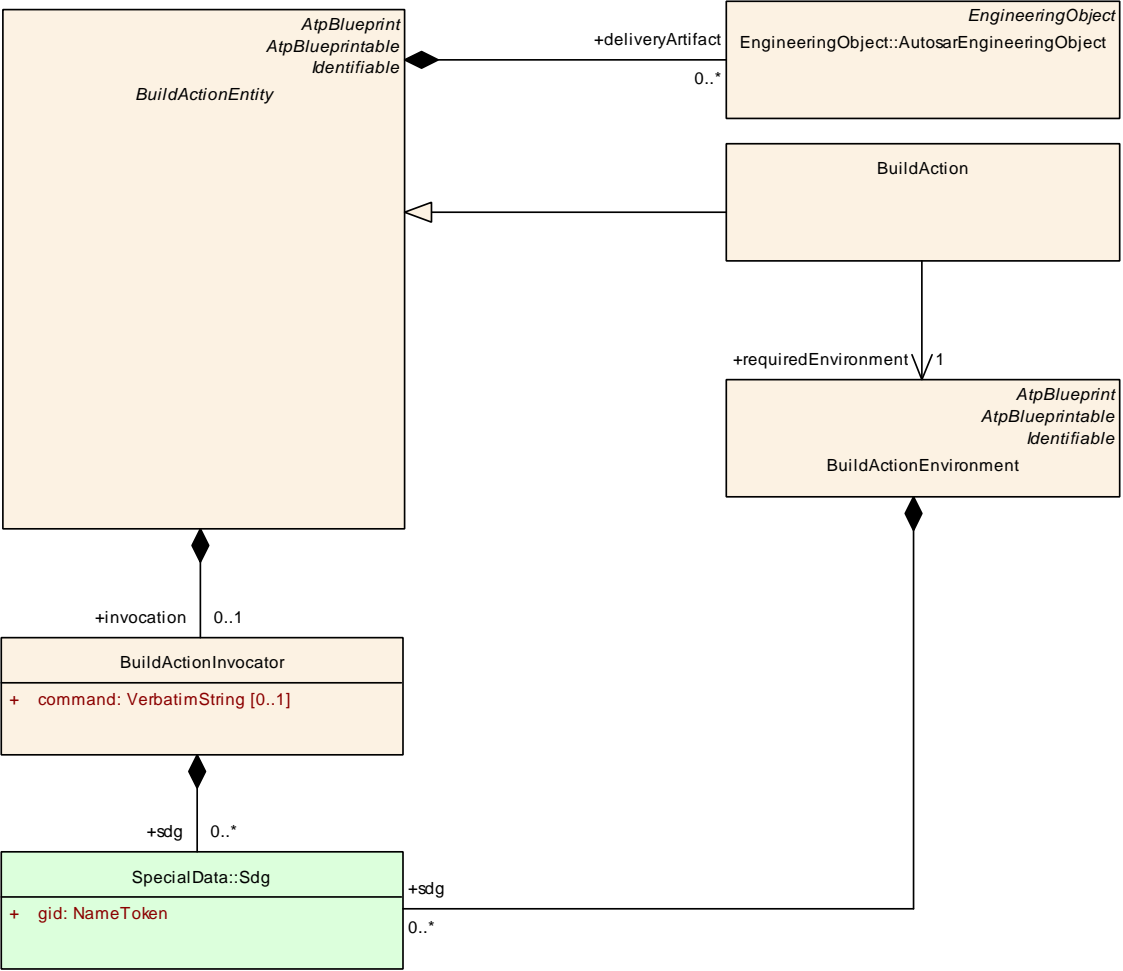 AtpBlueprint
AtpBlueprintable
Identifiable
BuildActionEntity
+deliveryArtifact
0..*
EngineeringObject
EngineeringObject::AutosarEngineeringObject
BuildAction
+requiredEnvironment
1
AtpBlueprint
AtpBlueprintable
Identifiable
BuildActionEnvironment
+invocation
0..1
BuildActionInvocator
+ command: VerbatimString [0..1]
+sdg
0..*
SpecialData::Sdg
+ gid: NameToken
+sdg
0..*